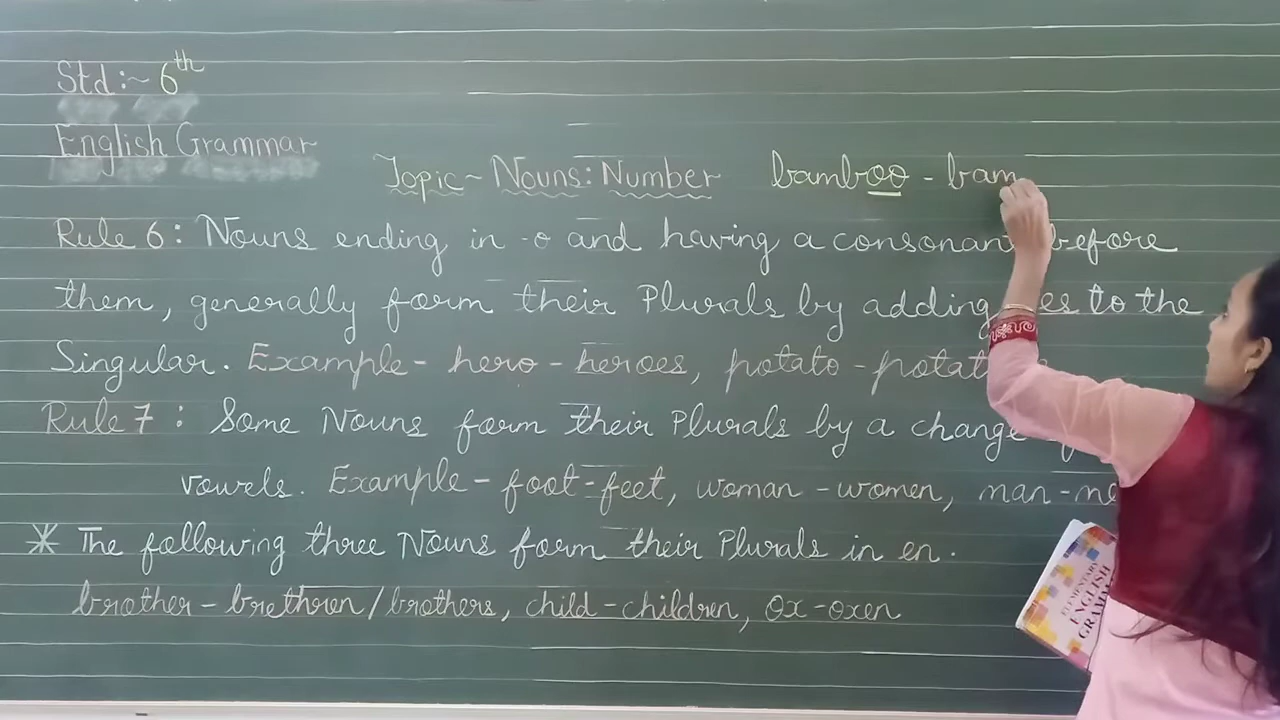 Std :~ 6th
English Grammar
Topic ~ Nouns: Number bamboo - bam
Rule 6 : Nouns ending in -o and having a consonant before
them, generally form their Plurals by adding es to the
Singular. Example - hero - heroes, potato - potat
Rule 7 : Some Nouns form their Plurals by a change
vowels. Example - foot - feet, woman - women, man - me
* The following three Nouns form their Plurals in en.
brother - brethren / brothers, child - children, ox - oxen
ELEMENTARY
ENGLISH
GRAMMAR